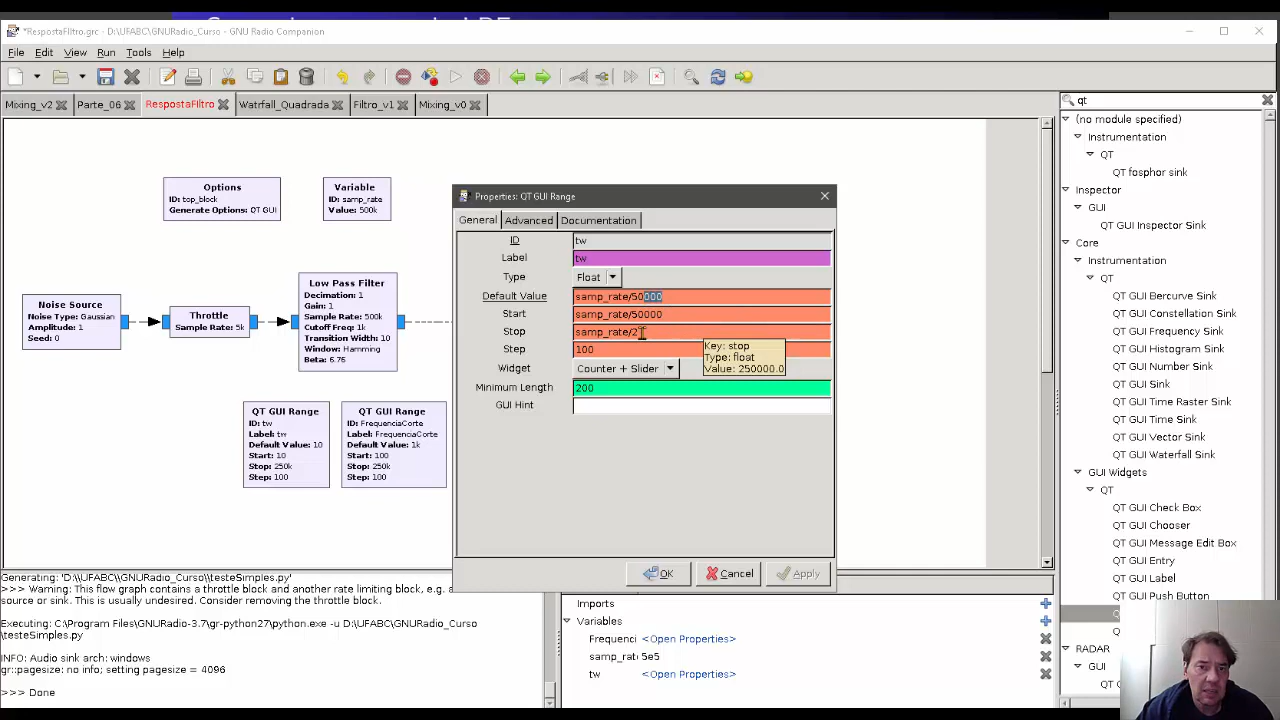 *RespostaFIltro.grc - D:\UFABC\GNURadio_Curso - GNU Radio Companion
File Edit View Run Tools Help
Mixing_v2 Parte_06 RespostaFIltro Watrfall_Quadrada Filtro_v1 Mixing_v0
qt
Options
ID: top_block
Generate Options: QT GUI
Variable
ID: samp_rate
Value: 500k
Noise Source
Noise Type: Gaussian
Amplitude: 1
Seed: 0
Throttle
Sample Rate: 5k
Low Pass Filter
Decimation: 1
Gain: 1
Sample Rate: 500k
Cutoff Freq: 1k
Transition Width: 10
Window: Hamming
Beta: 6.76
QT GUI Range
ID: tw
Label: tw
Default Value: 10
Start: 10
Stop: 250k
Step: 100
QT GUI Range
ID: FrequenciaCorte
Label: FrequenciaCorte
Default Value: 1k
Start: 100
Stop: 250k
Step: 100
Properties: QT GUI Range
General Advanced Documentation
ID tw
Label tw
Type Float
Default Value samp_rate/50000
Start samp_rate/50000
Stop samp_rate/2
Step 100
Widget Counter + Slider
Minimum Length 200
GUI Hint
Key: stop
Type: float
Value: 250000.0
OK Cancel Apply
(no module specified)
Instrumentation
QT
QT fosphor sink
Inspector
GUI
QT GUI Inspector Sink
Core
Instrumentation
QT
QT GUI Bercurve Sink
QT GUI Constellation Sink
QT GUI Frequency Sink
QT GUI Histogram Sink
QT GUI Number Sink
QT GUI Sink
QT GUI Time Raster Sink
QT GUI Time Sink
QT GUI Vector Sink
QT GUI Waterfall Sink
GUI Widgets
QT
QT GUI Check Box
QT GUI Chooser
QT GUI Message Edit Box
QT GUI Entry
QT GUI Label
QT GUI Push Button
RADAR
GUI
Generating: 'D:\\UFABC\\GNURadio_Curso\\testeSimples.py'
>>> Warning: This flow graph contains a throttle block and another rate limiting block, e.g. a
source or sink. This is usually undesired. Consider removing the throttle block.
Executing: C:\Program Files\GNURadio-3.7\gr-python27\python.exe -u D:\UFABC\GNURadio_Curso
\testeSimples.py
INFO: Audio sink arch: windows
gr::pagesize: no info; setting pagesize = 4096
>>> Done
Imports
Variables
Frequenci <Open Properties>
samp_rate 5e5
tw <Open Properties>